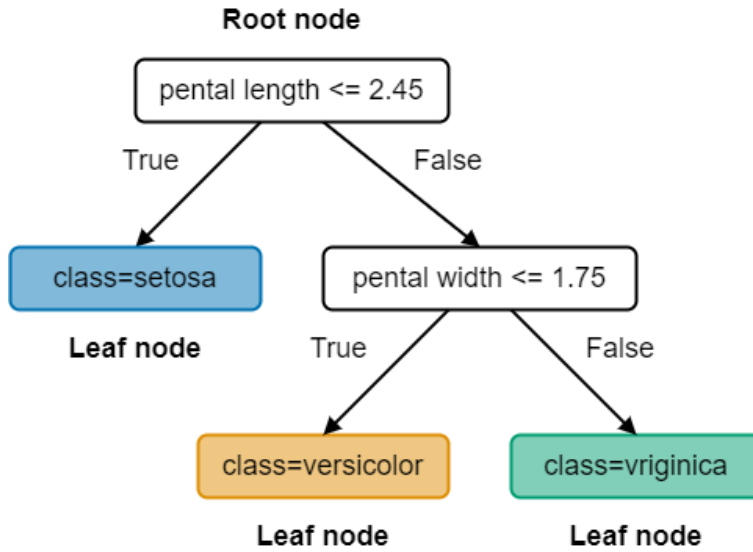 Root node
pental length <= 2.45
True
False
class=setosa
pental width <= 1.75
Leaf node
True
False
class=versicolor
class=vriginica
Leaf node
Leaf node